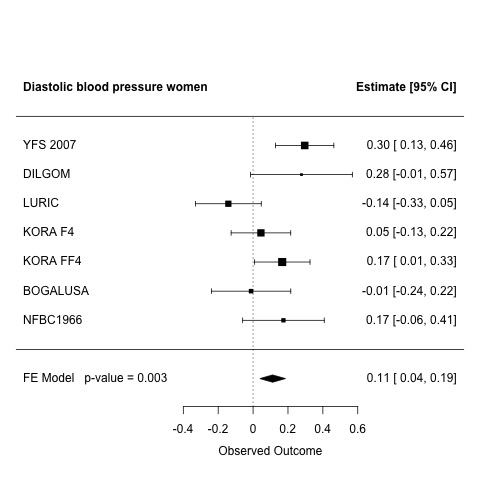 Diastolic blood pressure women Estimate [95% CI]
YFS 2007 0.30 [ 0.13, 0.46]
DILGOM 0.28 [-0.01, 0.57]
LURIC -0.14 [-0.33, 0.05]
KORA F4 0.05 [-0.13, 0.22]
KORA FF4 0.17 [ 0.01, 0.33]
BOGALUSA -0.01 [-0.24, 0.22]
NFBC1966 0.17 [-0.06, 0.41]
FE Model p-value = 0.003 0.11 [ 0.04, 0.19]
-0.4 -0.2 0 0.2 0.4 0.6
Observed Outcome